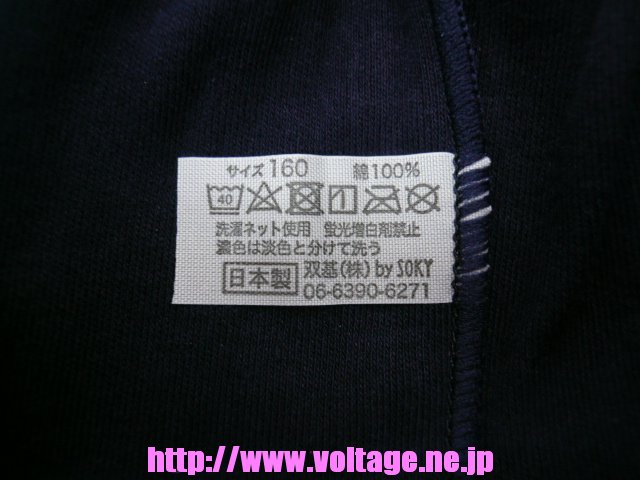 サイズ160 綿100%
40
洗濯ネット使用 蛍光増白剤禁止
濃色は淡色と分けて洗う
日本製 双基(株) by SOKY
06-6390-6271
http://www.voltage.ne.jp